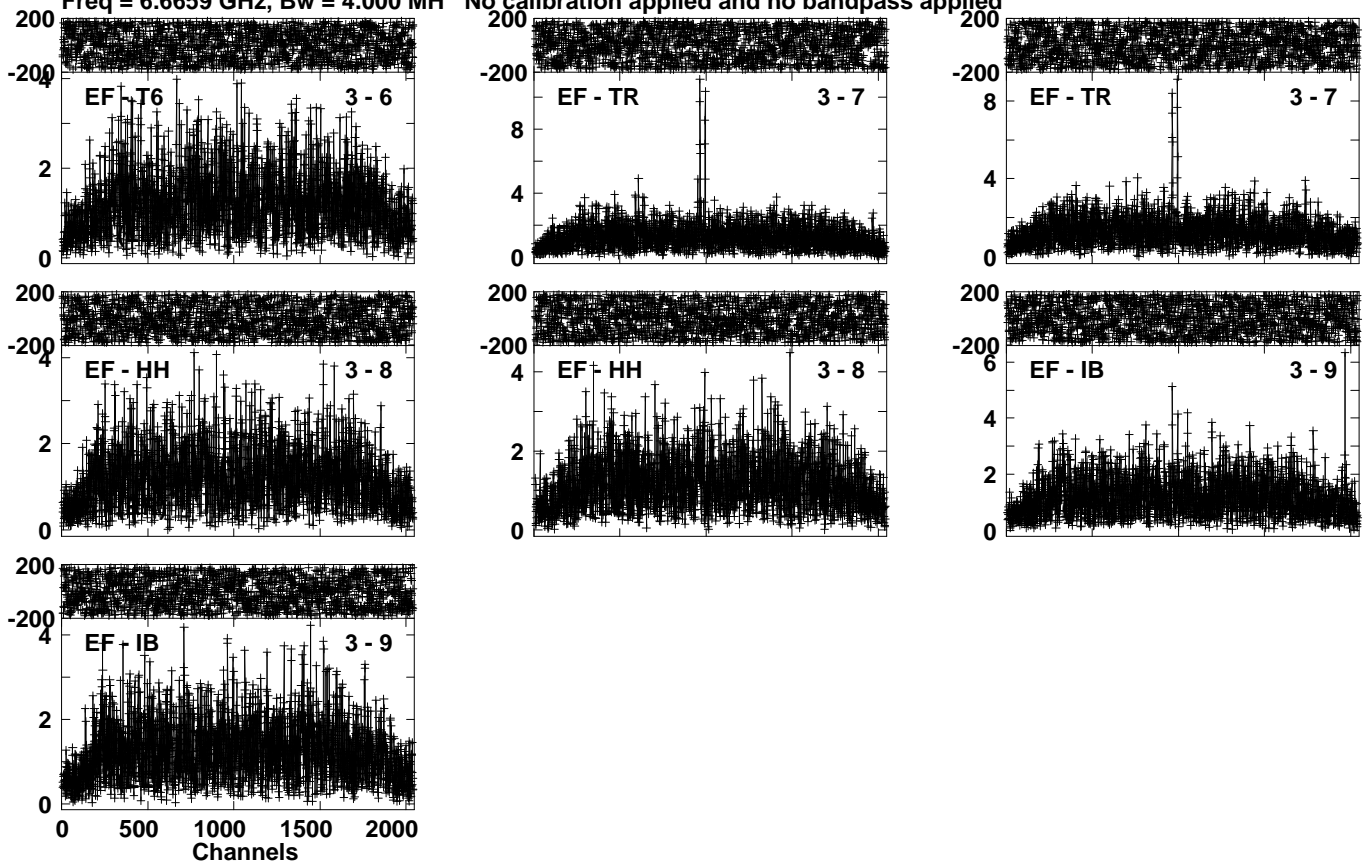 Freq = 6.6659 GHz, Bw = 4.000 MH No calibration applied and no bandpass applied
200 200 200
-200 -200 -200
4 EF - T6 3 - 6 EF - TR 3 - 7 EF - TR 3 - 7
8 8
2 4 4
0 0 0
200 200 200
-200 -200 -200
4 EF - HH 3 - 8 4 EF - HH 3 - 8 6 EF - IB 3 - 9
4
2 2 2
0 0 0
200
-200
4 EF - IB 3 - 9
2
0
0 500 1000 1500 2000
Channels